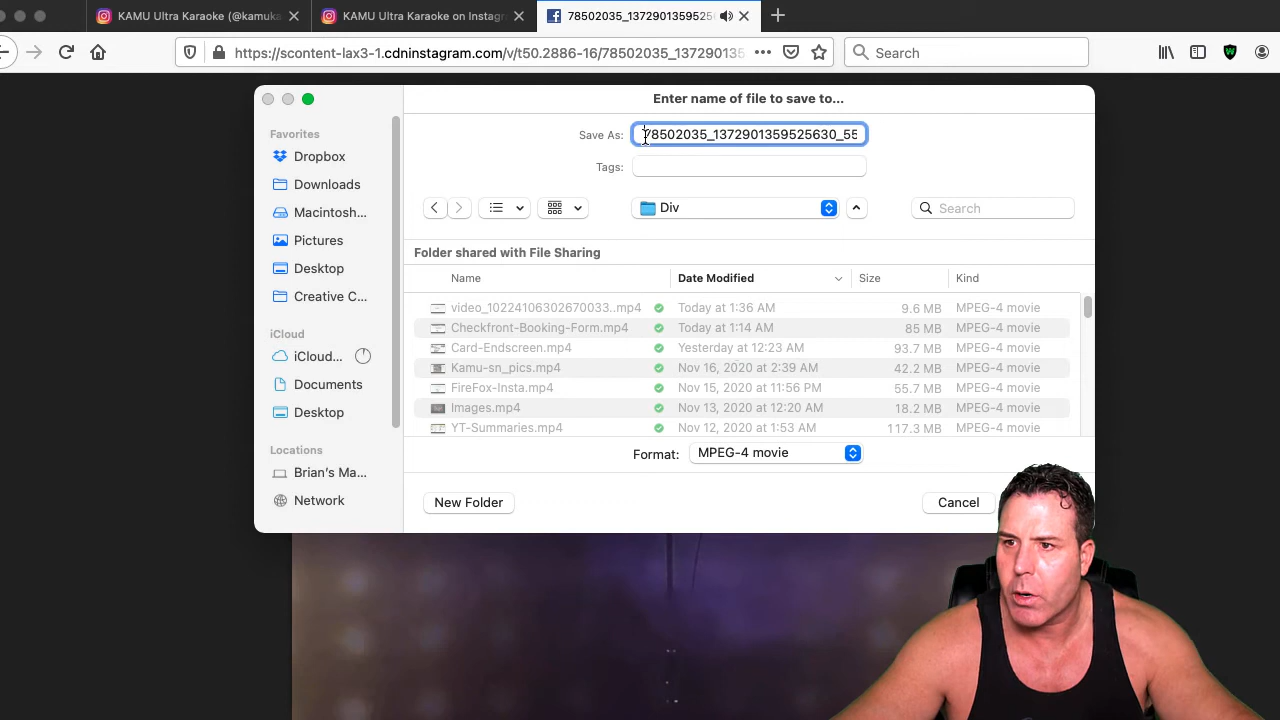 KAMU Ultra Karaoke (@kamuka
KAMU Ultra Karaoke on Instagr
78502035_1372901359525
https://scontent-lax3-1.cdninstagram.com/v/t50.2886-16/78502035_13729013595
Search
Enter name of file to save to...
Favorites
Save As:
78502035_1372901359525630_55
Dropbox
Tags:
Downloads
Macintosh...
Div
Search
Pictures
Folder shared with File Sharing
Desktop
Name
Date Modified
Size
Kind
Creative C...
video_10224106302670033..mp4
Today at 1:36 AM
9.6 MB
MPEG-4 movie
Checkfront-Booking-Form.mp4
Today at 1:14 AM
85 MB
MPEG-4 movie
iCloud
Card-Endscreen.mp4
Yesterday at 12:23 AM
93.7 MB
MPEG-4 movie
iCloud...
Kamu-sn_pics.mp4
Nov 16, 2020 at 2:39 AM
42.2 MB
MPEG-4 movie
Documents
FireFox-Insta.mp4
Nov 15, 2020 at 11:56 PM
55.7 MB
MPEG-4 movie
Desktop
Images.mp4
Nov 13, 2020 at 12:20 AM
18.2 MB
MPEG-4 movie
YT-Summaries.mp4
Nov 12, 2020 at 1:53 AM
117.3 MB
MPEG-4 movie
Locations
Format:
MPEG-4 movie
Brian's Ma...
Network
New Folder
Cancel